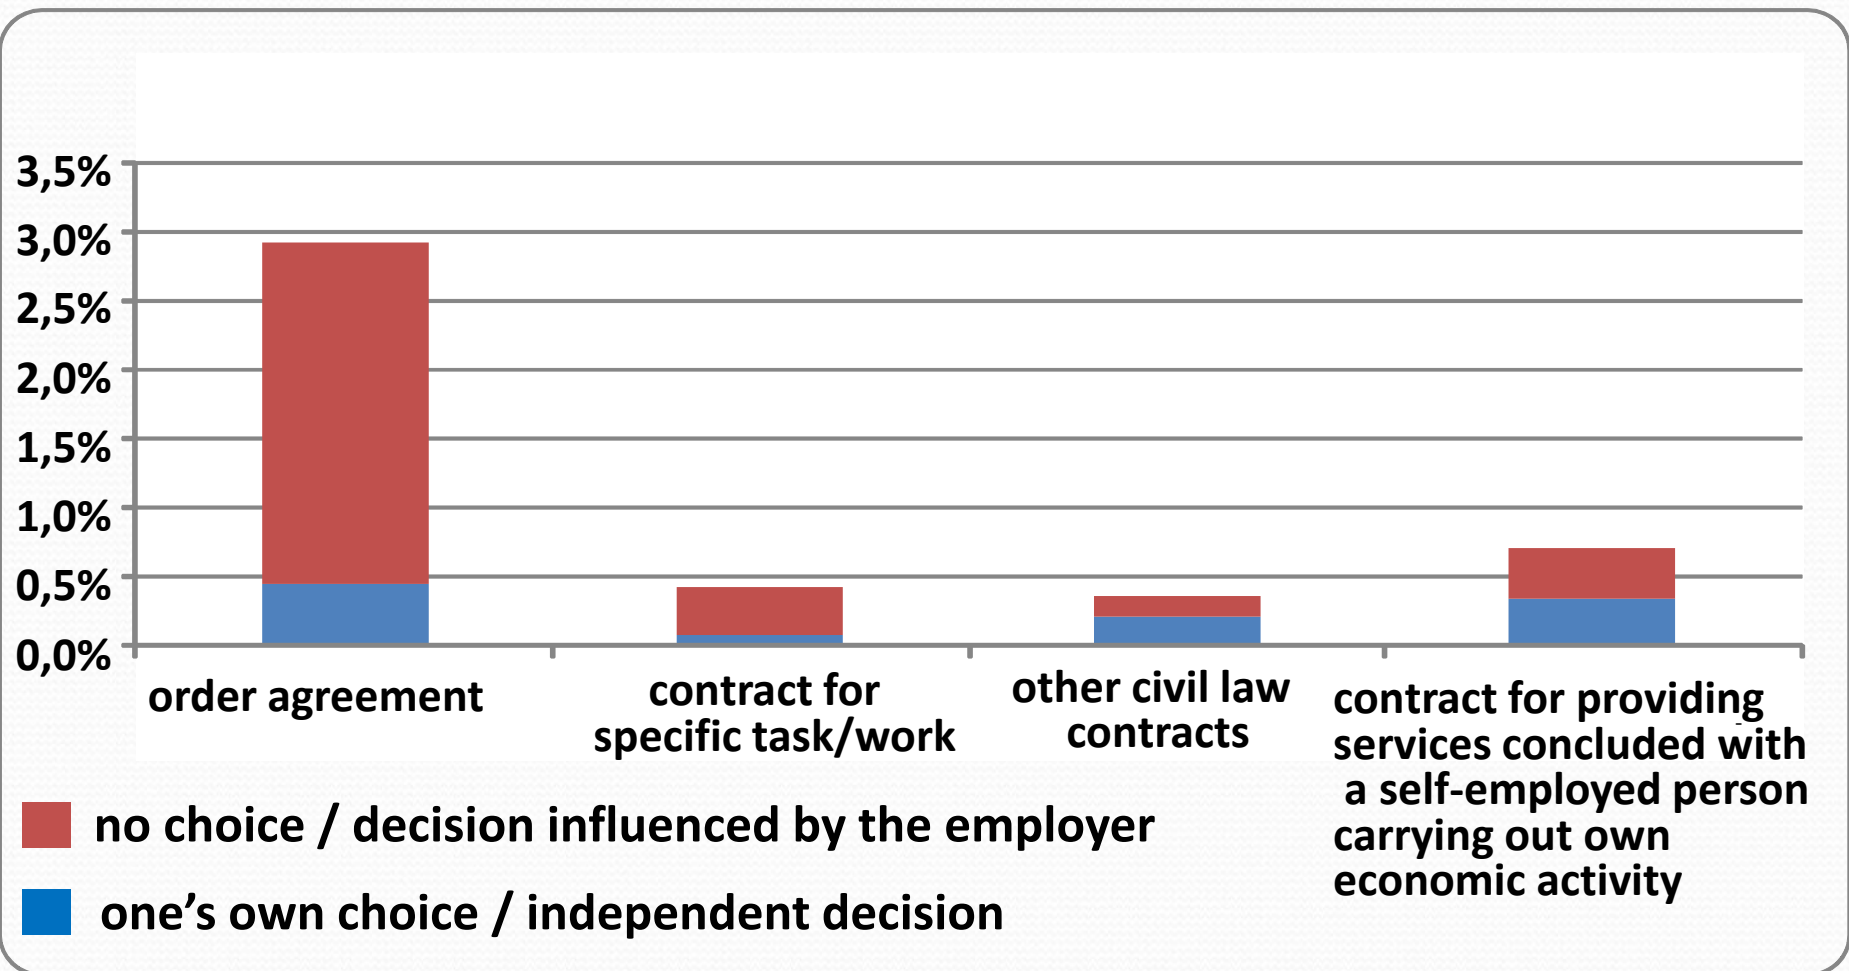 3,5%
3,0%
2,5%
2,0%
1,5%
1,0%
0,5%
0,0%
order agreement
contract for
specific task/work
other civil law
contracts
contract for providing
services concluded with
a self-employed person
carrying out own
economic activity
no choice / decision influenced by the employer
one’s own choice / independent decision